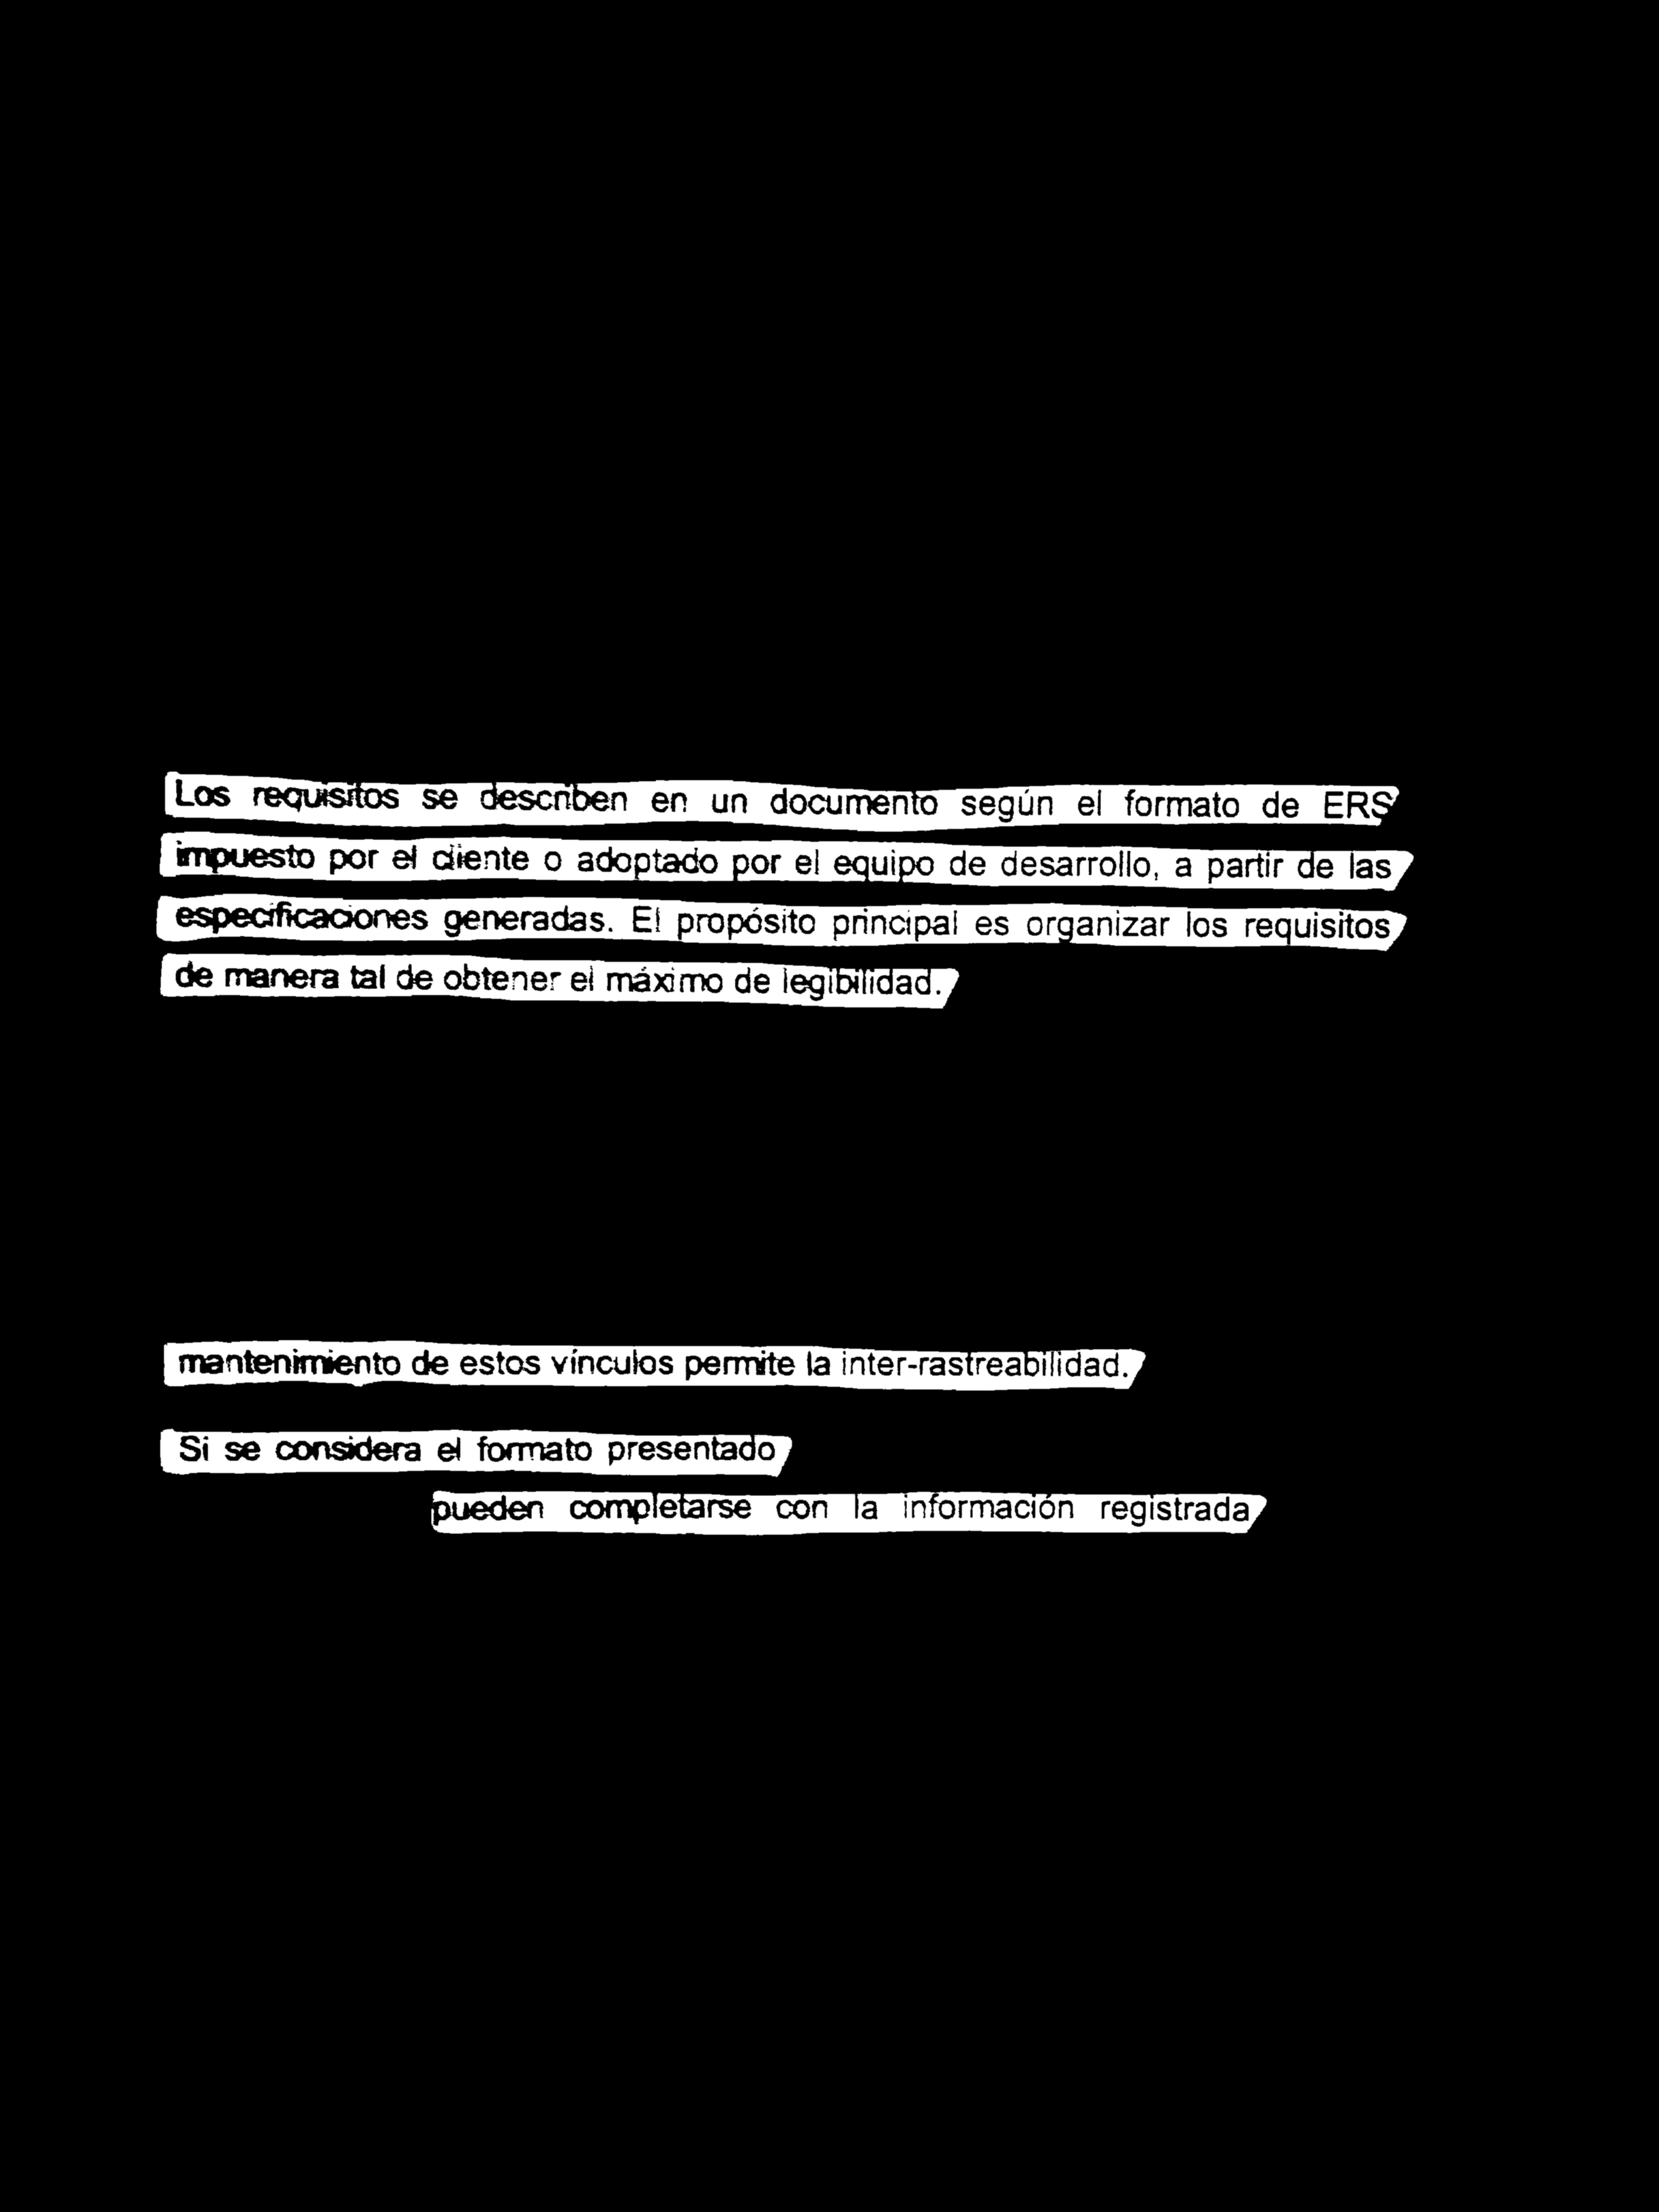 Los requisitos se describen en un documento según el formato de ERS
impuesto por el cliente o adoptado por el equipo de desarrollo, a partir de las
especificaciones generadas. El propósito principal es organizar los requisitos
de manera tal de obtener el máximo de legibilidad.
mantenimiento de estos vínculos permite la inter-rastreabilidad.
Si se considera el formato presentado
pueden completarse con la información registrada